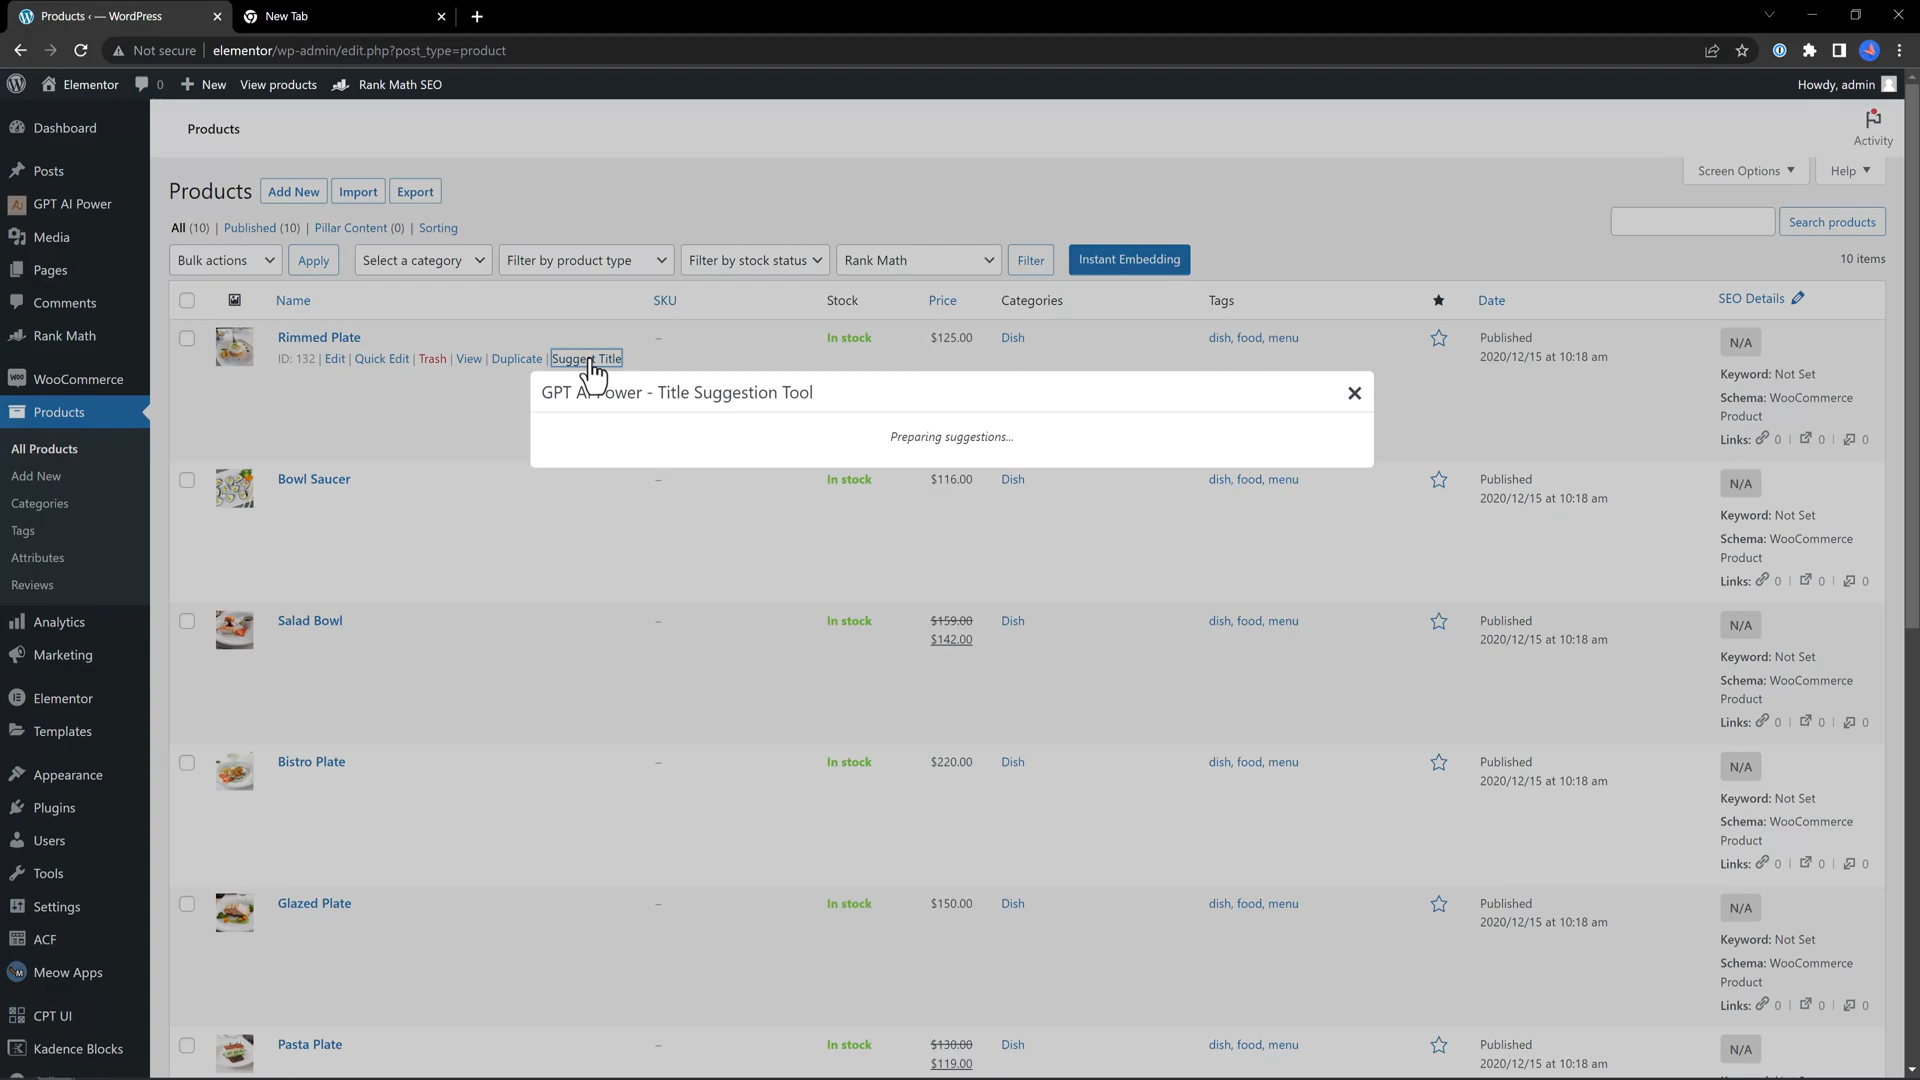 Products ‹ — WordPress
New Tab
Not secure
elementor/wp-admin/edit.php?post_type=product
Elementor
0
New
View products
Rank Math SEO
Howdy, admin
Dashboard
Posts
GPT AI Power
Media
Pages
Comments
Rank Math
WooCommerce
Products
All Products
Add New
Categories
Tags
Attributes
Reviews
Analytics
Marketing
Elementor
Templates
Appearance
Plugins
Users
Tools
Settings
ACF
Meow Apps
CPT UI
Kadence Blocks
Products
Activity
Screen Options
Help
Products
Add New
Import
Export
All (10) | Published (10) | Pillar Content (0) | Sorting
Search products
Bulk actions
Apply
Select a category
Filter by product type
Filter by stock status
Rank Math
Filter
Instant Embedding
10 items
Name
SKU
Stock
Price
Categories
Tags
Date
SEO Details
Rimmed Plate
–
In stock
$125.00
Dish
dish, food, menu
Published
2020/12/15 at 10:18 am
N/A
ID: 132 | Edit | Quick Edit | Trash | View | Duplicate | Suggest Title
Keyword: Not Set
Schema: WooCommerce
Product
Links: 0 | 0 | 0
GPT AI Power - Title Suggestion Tool
Preparing suggestions...
Bowl Saucer
–
In stock
$116.00
Dish
dish, food, menu
Published
2020/12/15 at 10:18 am
N/A
Keyword: Not Set
Schema: WooCommerce
Product
Links: 0 | 0 | 0
Salad Bowl
–
In stock
$159.00
$142.00
Dish
dish, food, menu
Published
2020/12/15 at 10:18 am
N/A
Keyword: Not Set
Schema: WooCommerce
Product
Links: 0 | 0 | 0
Bistro Plate
–
In stock
$220.00
Dish
dish, food, menu
Published
2020/12/15 at 10:18 am
N/A
Keyword: Not Set
Schema: WooCommerce
Product
Links: 0 | 0 | 0
Glazed Plate
–
In stock
$150.00
Dish
dish, food, menu
Published
2020/12/15 at 10:18 am
N/A
Keyword: Not Set
Schema: WooCommerce
Product
Links: 0 | 0 | 0
Pasta Plate
–
In stock
$130.00
$119.00
Dish
dish, food, menu
Published
2020/12/15 at 10:18 am
N/A